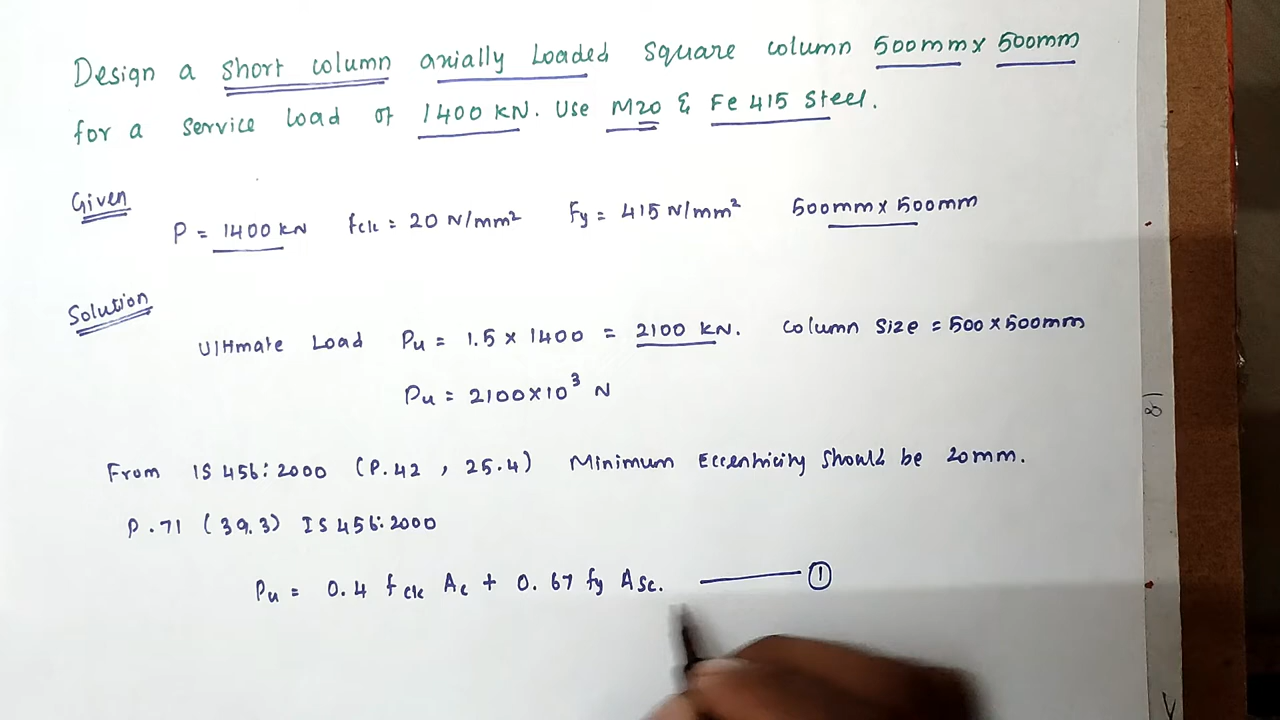 Design a short column axially Loaded square column 500mm x 500mm
for a service load of 1400 KN. Use M20 & Fe 415 Steel.
Given
P = 1400 KN fck = 20 N/mm² Fy = 415 N/mm² 500mm x 500mm
Solution
Ultimate Load Pu = 1.5 x 1400 = 2100 KN. Column Size = 500 x 500mm
Pu = 2100x10³ N
From IS 456:2000 (P.42 , 25.4) Minimum Eccentricity should be 20mm.
P.71 (39.3) IS 456:2000
Pu = 0.4 fck Ac + 0.67 fy Asc. ——— ①